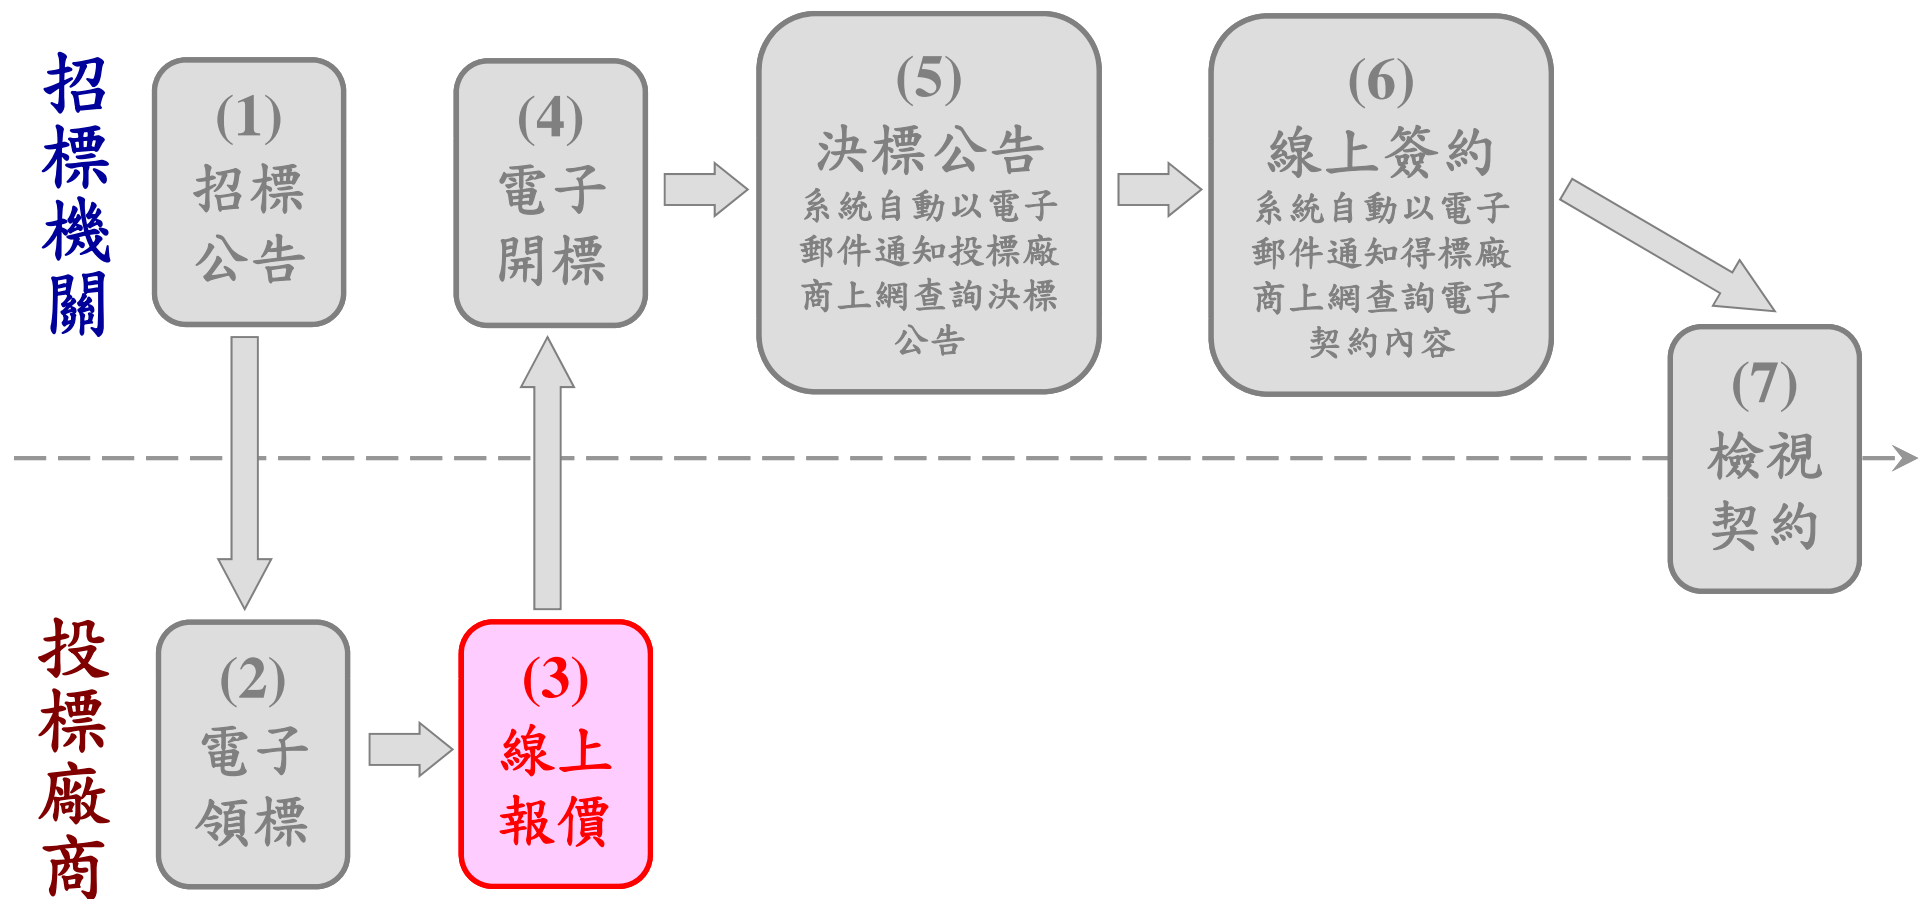 招標機關
(1)
招標
公告
(4)
電子
開標
(5)
決標公告
系統自動以電子
郵件通知投標廠
商上網查詢決標
公告
(6)
線上簽約
系統自動以電子
郵件通知得標廠
商上網查詢電子
契約內容
(7)
檢視
契約
投標廠商
(2)
電子
領標
(3)
線上
報價